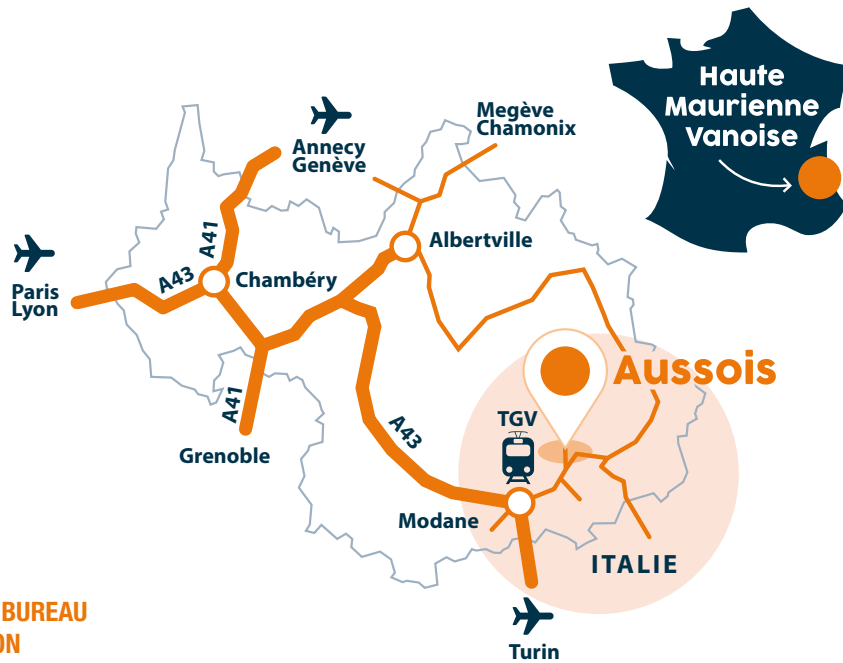 Haute
Maurienne
Vanoise
Megève
Chamonix
Annecy
Genève
A41
Albertville
A43
Chambéry
Paris
Lyon
Aussois
A41
A43
TGV
Grenoble
Modane
ITALIE
BUREAU
ON
Turin